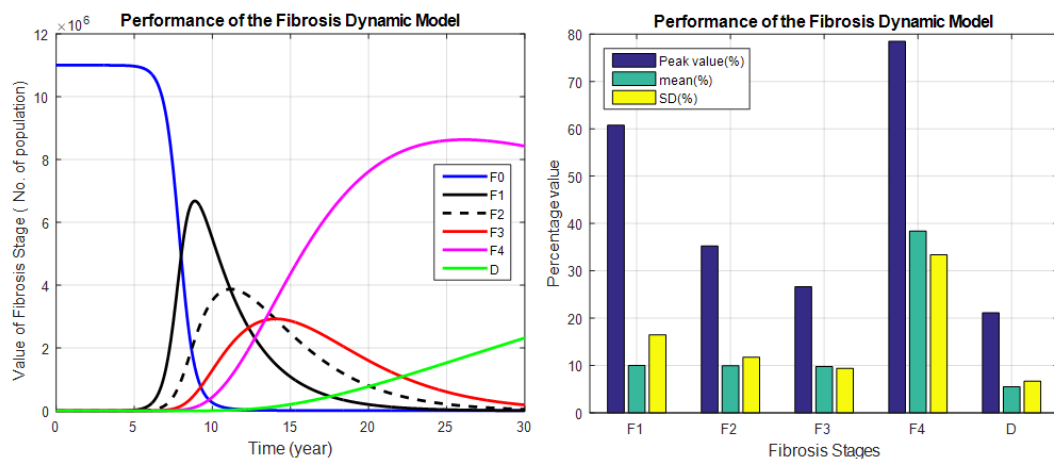 Performance of the Fibrosis Dynamic Model
×10^6
12
10
8
6
4
2
0
Value of Fibrosis Stage ( No. of population)
F0
F1
F2
F3
F4
D
0 5 10 15 20 25 30
Time (year)
Performance of the Fibrosis Dynamic Model
80
70
60
50
40
30
20
10
0
Percentage value
Peak value(%)
mean(%)
SD(%)
F1 F2 F3 F4 D
Fibrosis Stages